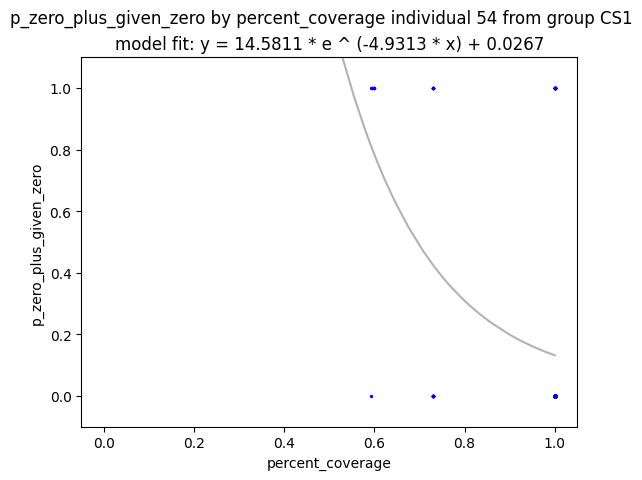 p_zero_plus_given_zero by percent_coverage individual 54 from group CS1
model fit: y = 14.5811 * e ^ (-4.9313 * x) + 0.0267
1.0
0.8
0.6
0.4
0.2
0.0
p_zero_plus_given_zero
0.0 0.2 0.4 0.6 0.8 1.0
percent_coverage